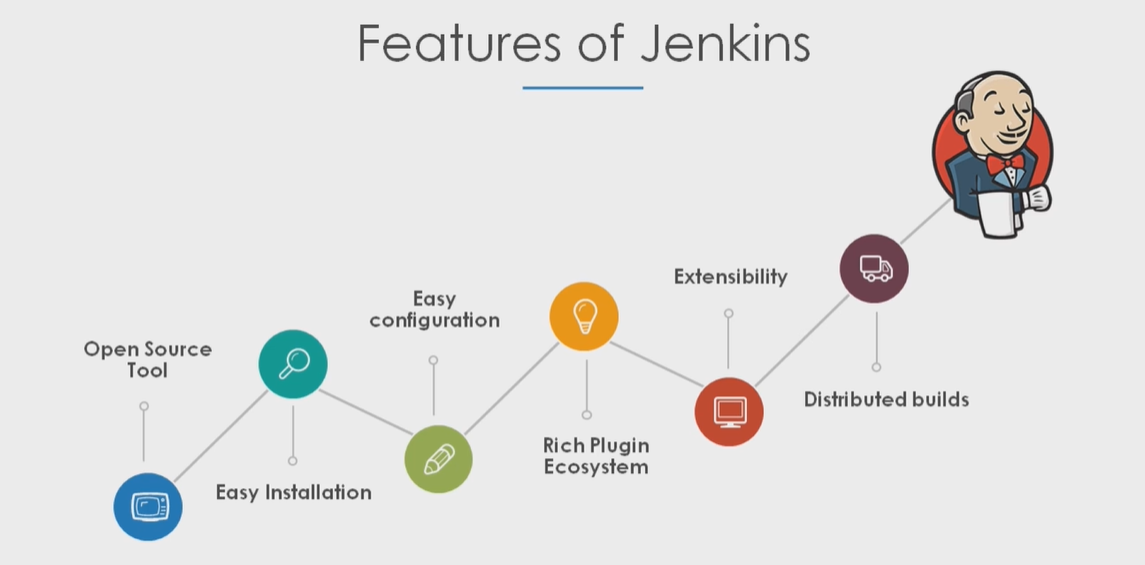 Features of Jenkins
Open Source
Tool
Easy Installation
Easy
configuration
Rich Plugin
Ecosystem
Extensibility
Distributed builds